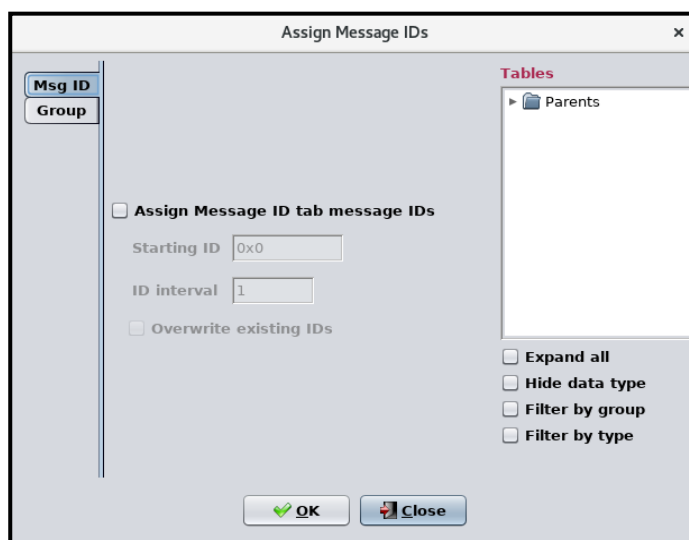 Assign Message IDs
Msg ID
Group
Assign Message ID tab message IDs
Starting ID 0x0
ID interval 1
Overwrite existing IDs
Tables
Parents
Expand all
Hide data type
Filter by group
Filter by type
OK
Close